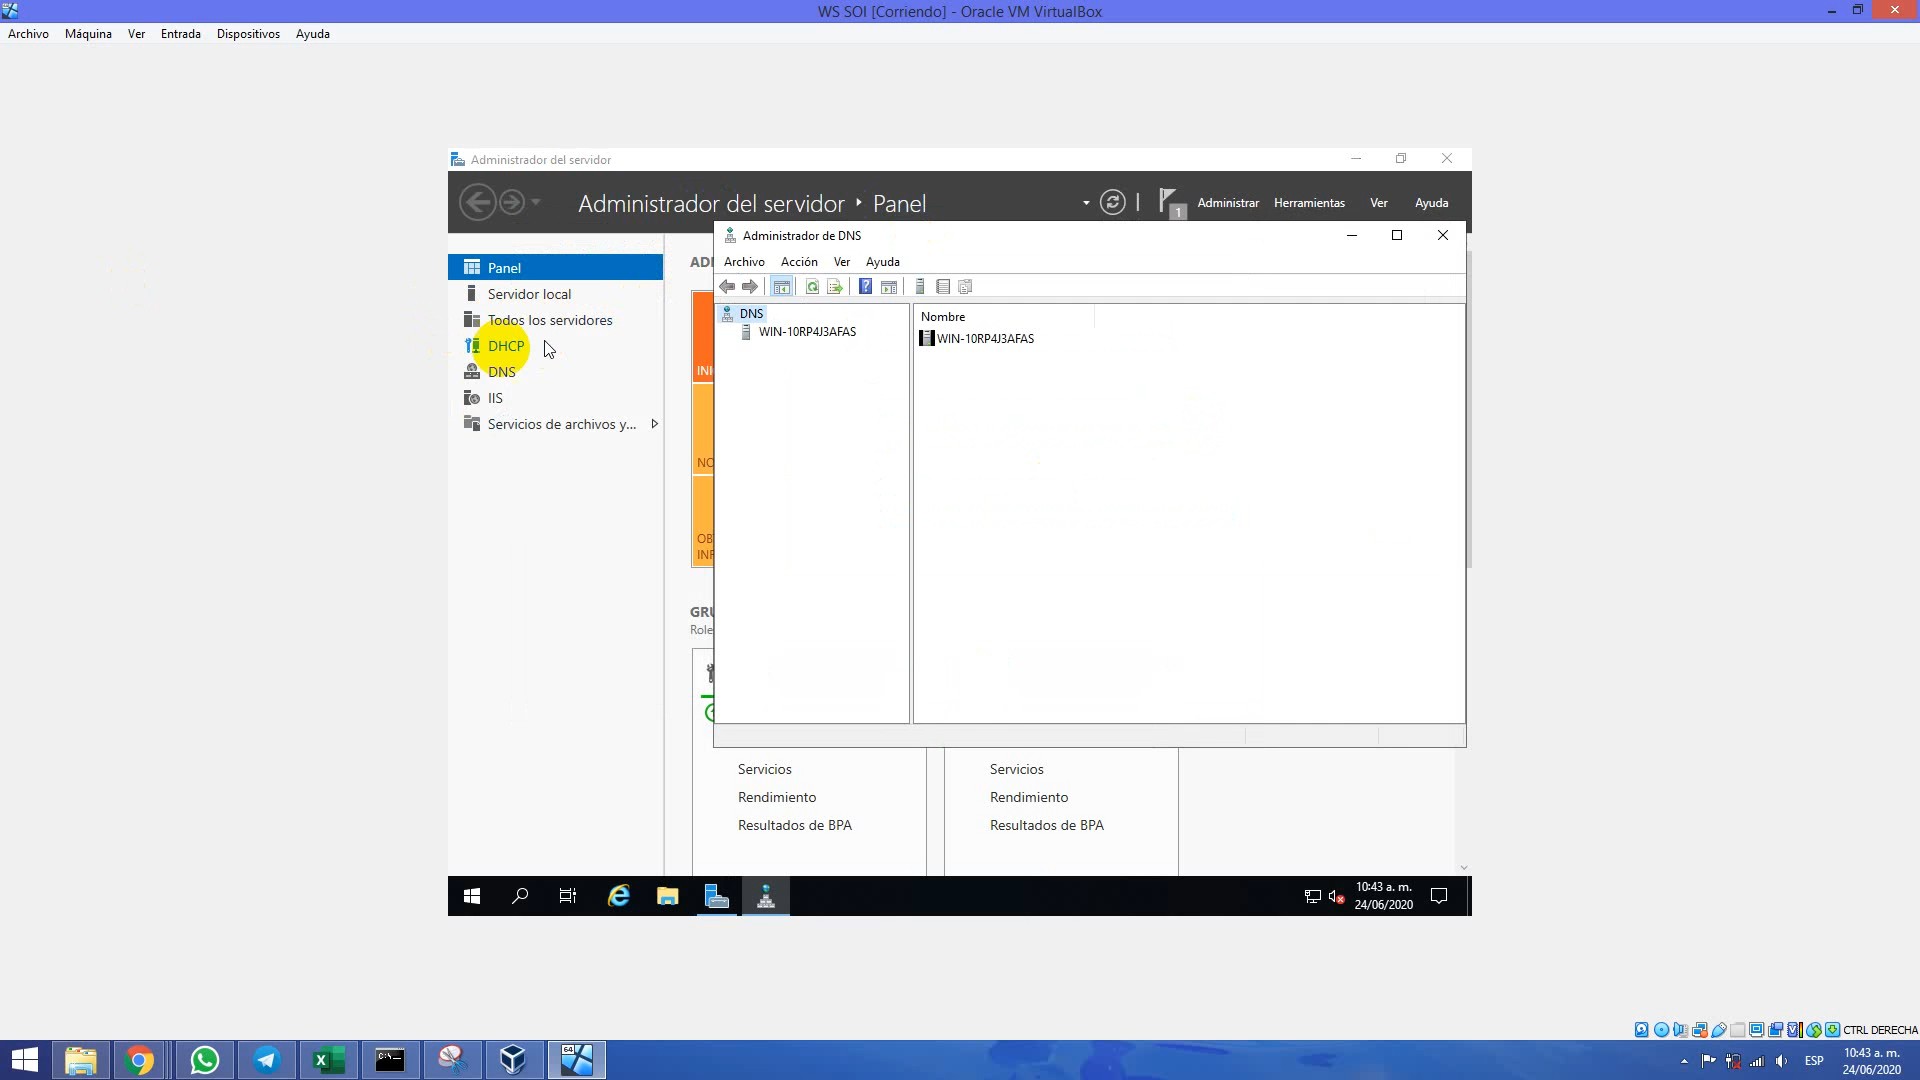 WS SOI [Corriendo] - Oracle VM VirtualBox
Archivo Máquina Ver Entrada Dispositivos Ayuda
Administrador del servidor
Administrador del servidor Panel
1 Administrar Herramientas Ver Ayuda
Panel
Servidor local
Todos los servidores
DHCP
DNS
IIS
Servicios de archivos y...
Administrador de DNS
Archivo Acción Ver Ayuda
DNS
WIN-10RP4J3AFAS
Nombre
WIN-10RP4J3AFAS
Servicios
Rendimiento
Resultados de BPA
Servicios
Rendimiento
Resultados de BPA
10:43 a. m.
24/06/2020
CTRL DERECHA
ESP
10:43 a. m.
24/06/2020